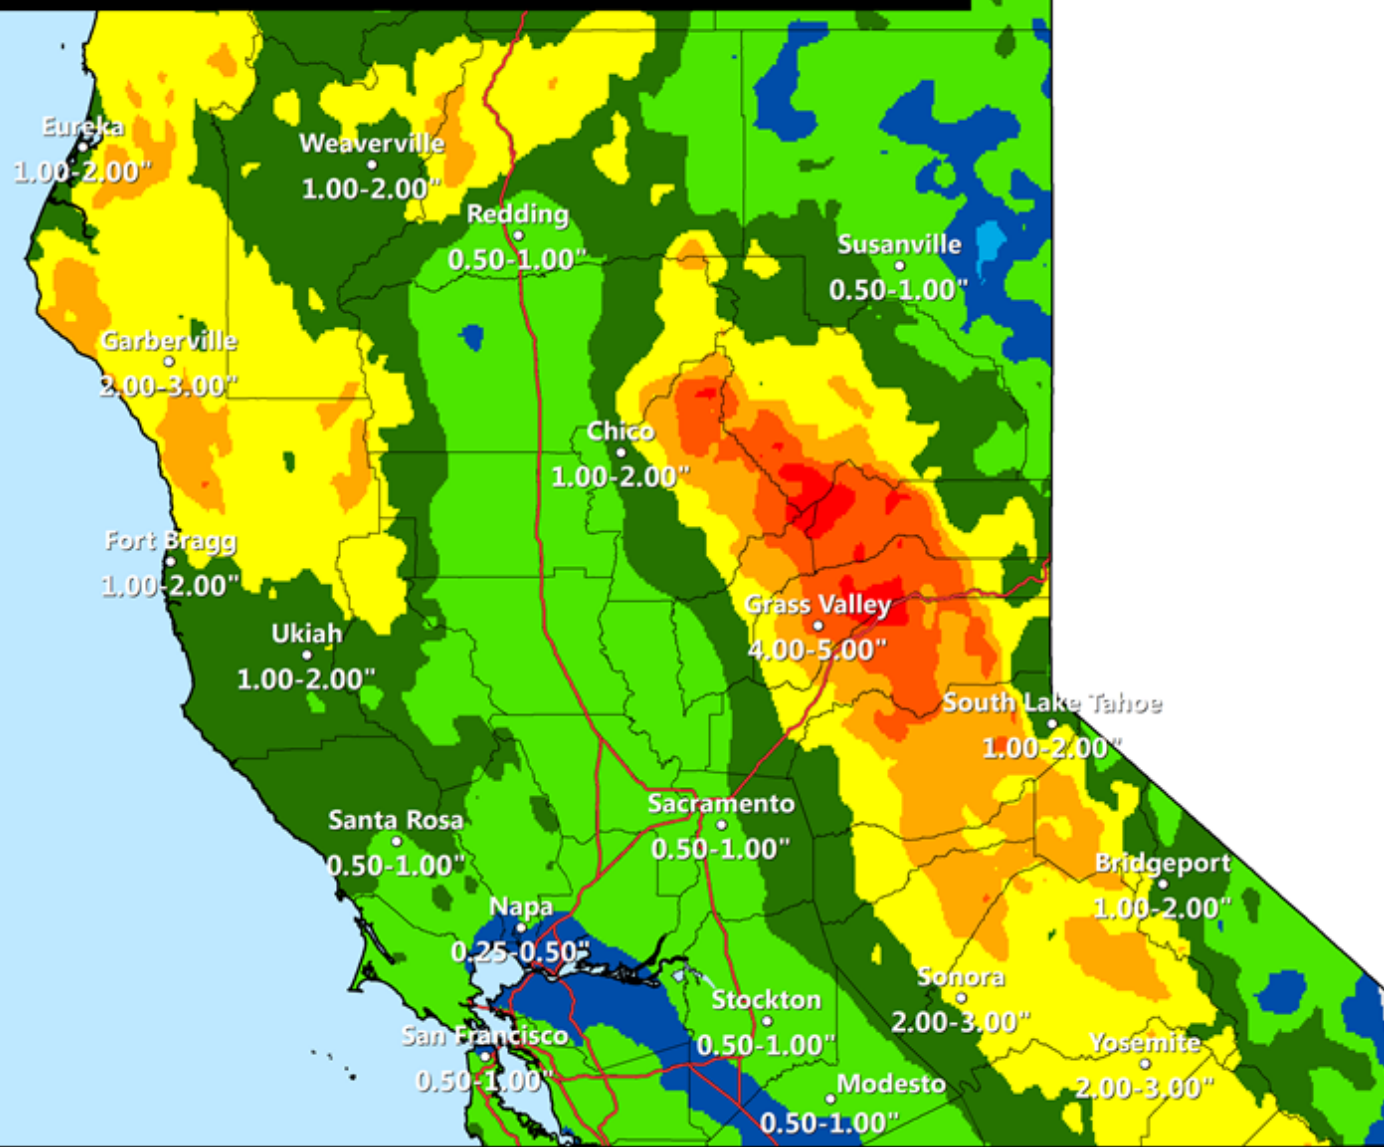 Eureka
1.00-2.00"
Weaverville
1.00-2.00"
Redding
0.50-1.00"
Susanville
0.50-1.00"
Garberville
2.00-3.00"
Chico
1.00-2.00"
Fort Bragg
1.00-2.00"
Grass Valley
4.00-5.00"
Ukiah
1.00-2.00"
South Lake Tahoe
1.00-2.00"
Sacramento
0.50-1.00"
Santa Rosa
0.50-1.00"
Bridgeport
1.00-2.00"
Napa
0.25-0.50"
Sonora
2.00-3.00"
Stockton
0.50-1.00"
San Francisco
0.50-1.00"
Yosemite
2.00-3.00"
Modesto
0.50-1.00"